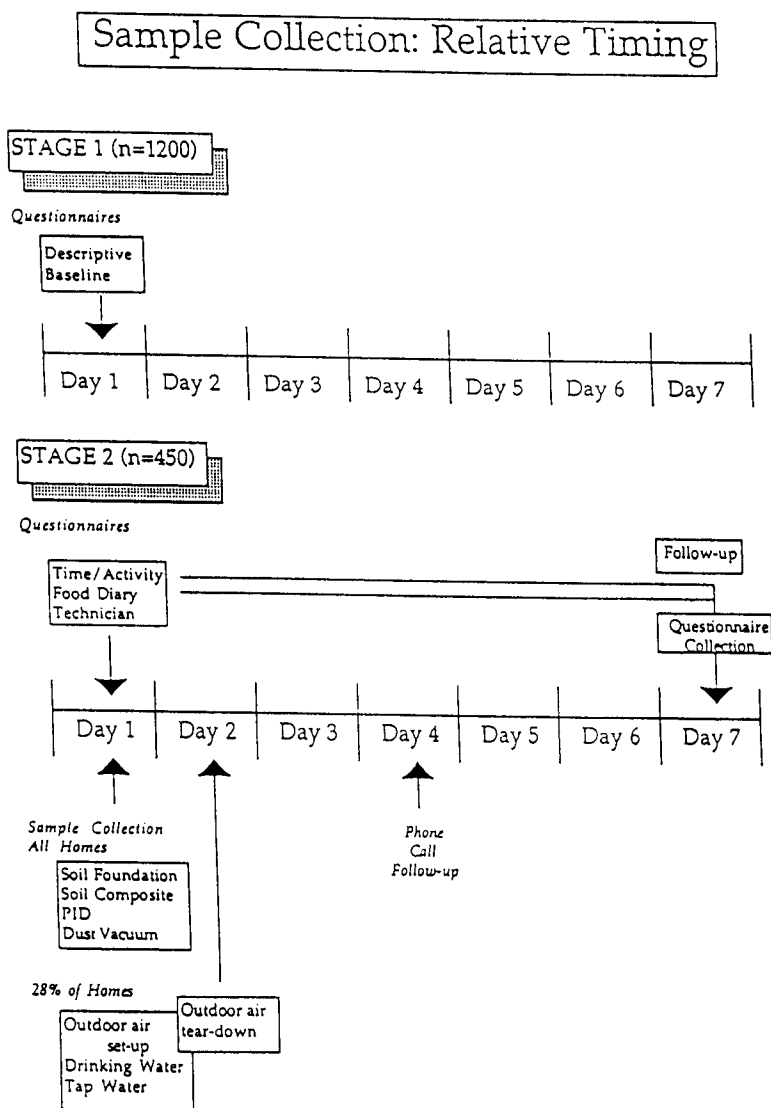 Sample Collection: Relative Timing
STAGE 1 (n=1200)
Questionnaires
Descriptive
Baseline
Day 1 Day 2 Day 3 Day 4 Day 5 Day 6 Day 7
STAGE 2 (n=450)
Questionnaires
Time/Activity
Food Diary
Technician
Follow-up
Questionnaire
Collection
Day 1 Day 2 Day 3 Day 4 Day 5 Day 6 Day 7
Sample Collection
All Homes
Soil Foundation
Soil Composite
PID
Dust Vacuum
Phone
Call
Follow-up
28% of Homes
Outdoor air
set-up
Drinking Water
Tap Water
Outdoor air
tear-down